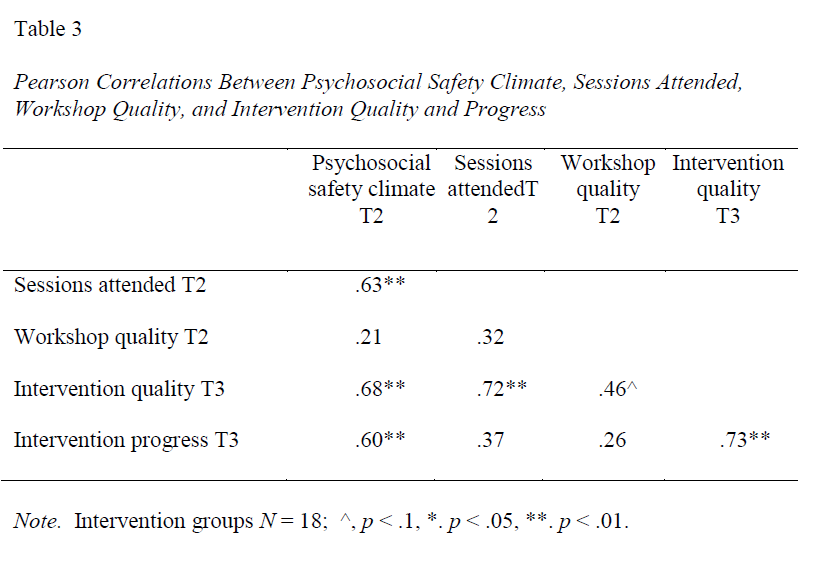 Table 3
Pearson Correlations Between Psychosocial Safety Climate, Sessions Attended,
Workshop Quality, and Intervention Quality and Progress
Psychosocial Sessions Workshop Intervention
safety climate attendedT quality quality
T2 2 T2 T3
Sessions attended T2 .63**
Workshop quality T2 .21 .32
Intervention quality T3 .68** .72** .46^
Intervention progress T3 .60** .37 .26 .73**
Note. Intervention groups N = 18; ^, p < .1, *. p < .05, **. p < .01.